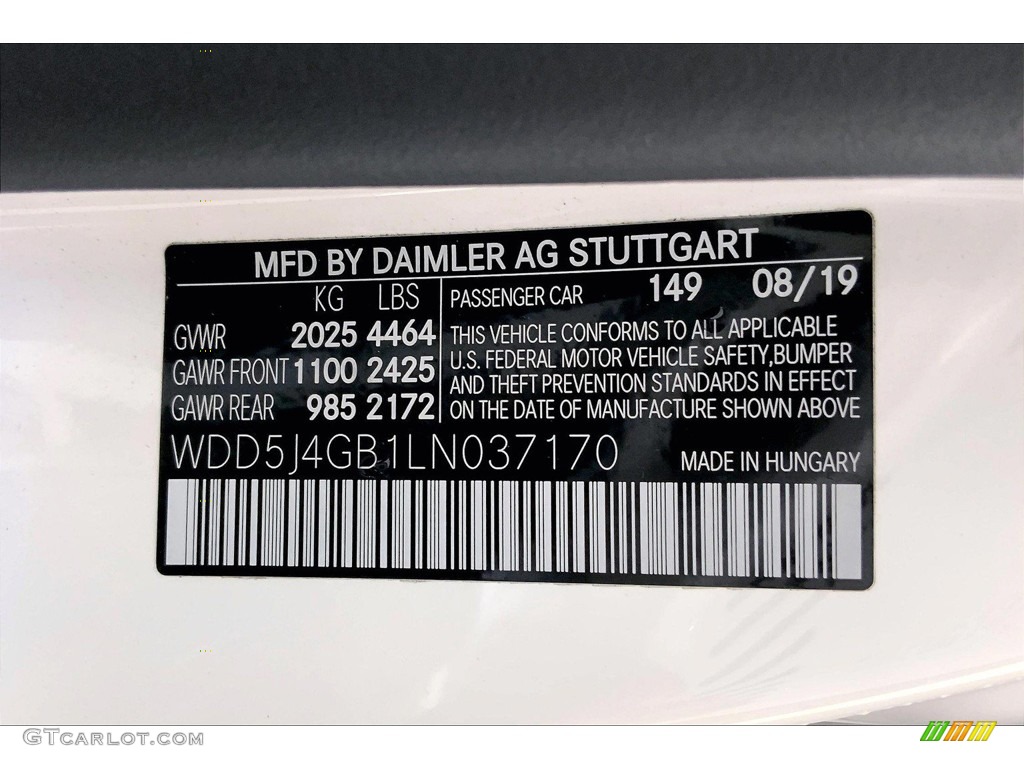 MFD BY DAIMLER AG STUTTGART
KG LBS PASSENGER CAR 149 08/19
GVWR 2025 4464 THIS VEHICLE CONFORMS TO ALL APPLICABLE
GAWR FRONT 1100 2425 U.S. FEDERAL MOTOR VEHICLE SAFETY,BUMPER
AND THEFT PREVENTION STANDARDS IN EFFECT
GAWR REAR 985 2172 ON THE DATE OF MANUFACTURE SHOWN ABOVE
WDD5J4GB1LN037170 MADE IN HUNGARY
GTcarlot.com